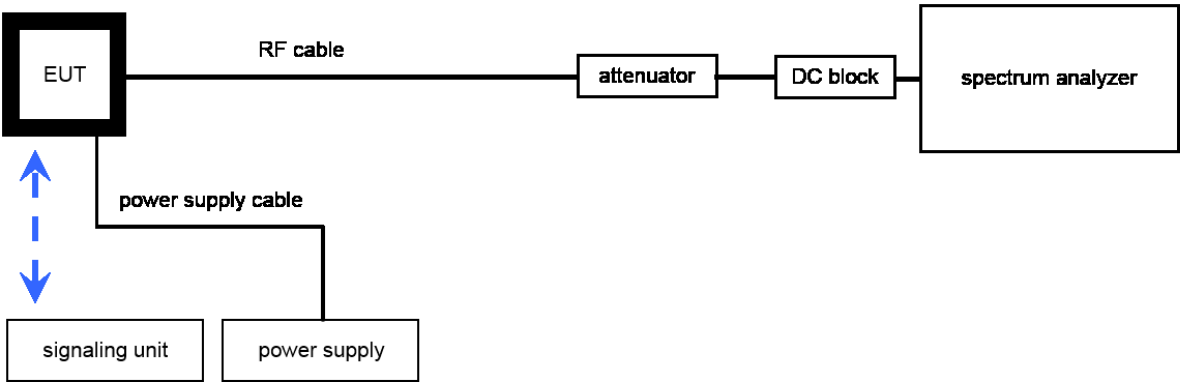 EUT
RF cable
attenuator
DC block
spectrum analyzer
power supply cable
signaling unit
power supply